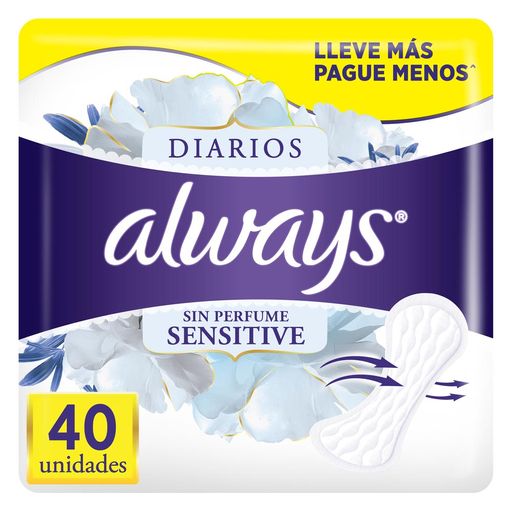 LLEVE MÁS
PAGUE MENOS^
DIARIOS
always®
SIN PERFUME
SENSITIVE
40
unidades